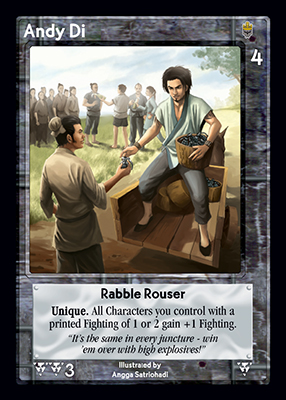 Andy Di
4
Rabble Rouser
Unique. All Characters you control with a
printed Fighting of 1 or 2 gain +1 Fighting.
"It's the same in every juncture - win
'em over with high explosives!"
3
Illustrated by
Angga Satriohadi